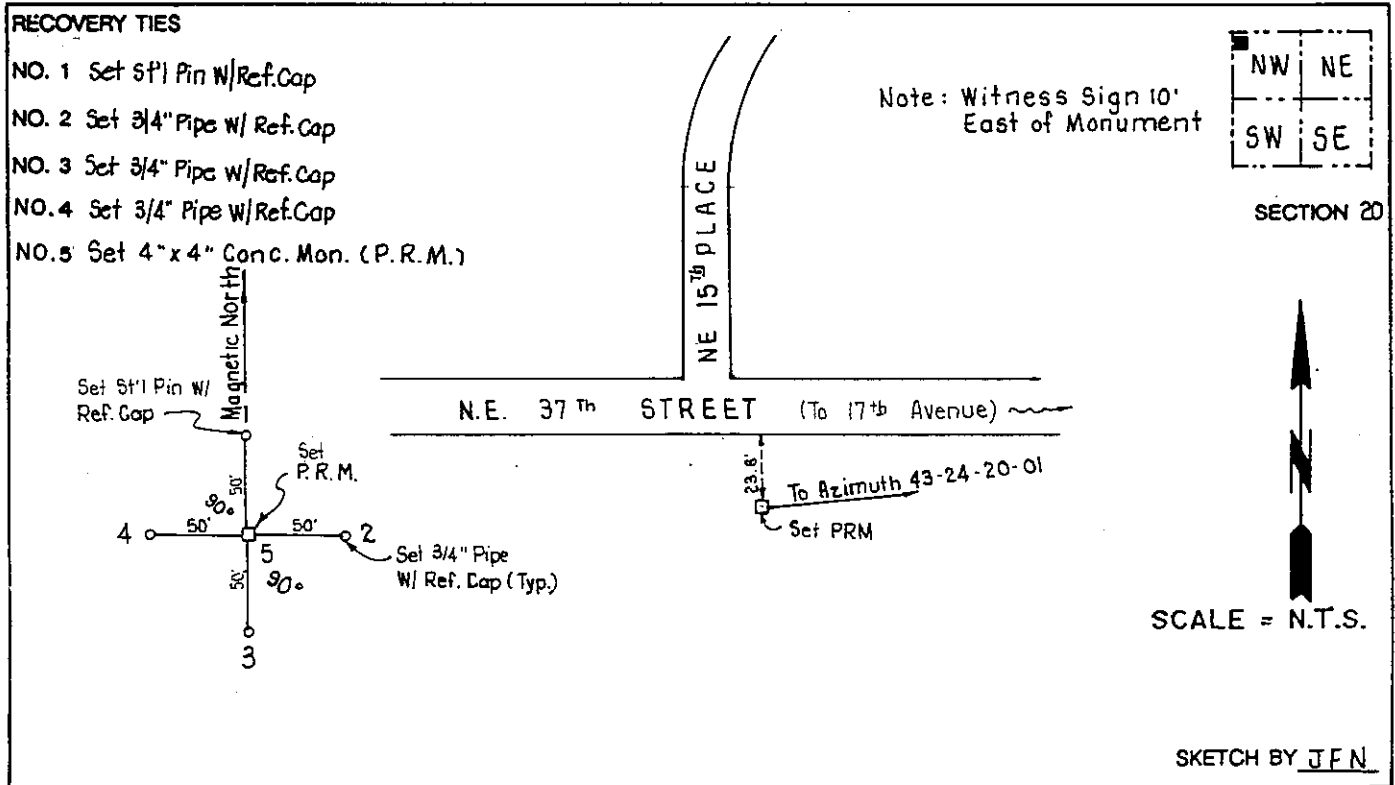 RECOVERY TIES
NO. 1 Set St'l Pin W/Ref.Cap
NO. 2 Set 3/4" Pipe W/ Ref.Cap
NO. 3 Set 3/4" Pipe W/Ref.Cap
NO.4 Set 3/4" Pipe W/Ref.Cap
NO.5 Set 4"x 4" Conc. Mon. (P.R.M.)
Note: Witness Sign 10'
East of Monument
NW NE
SW SE
SECTION 20
NE 15Th PLACE
Magnetic North
Set St'l Pin W/
Ref. Cap
N.E. 37Th STREET (To 17th Avenue)
Set
P.R.M.
50'
90°
4 50' 50' 2
5
50'
90°
3
Set 3/4" Pipe
W/ Ref. Cap (Typ.)
23.8'
To Azimuth 43-24-20-01
Set PRM
N
SCALE = N.T.S.
SKETCH BY JFN